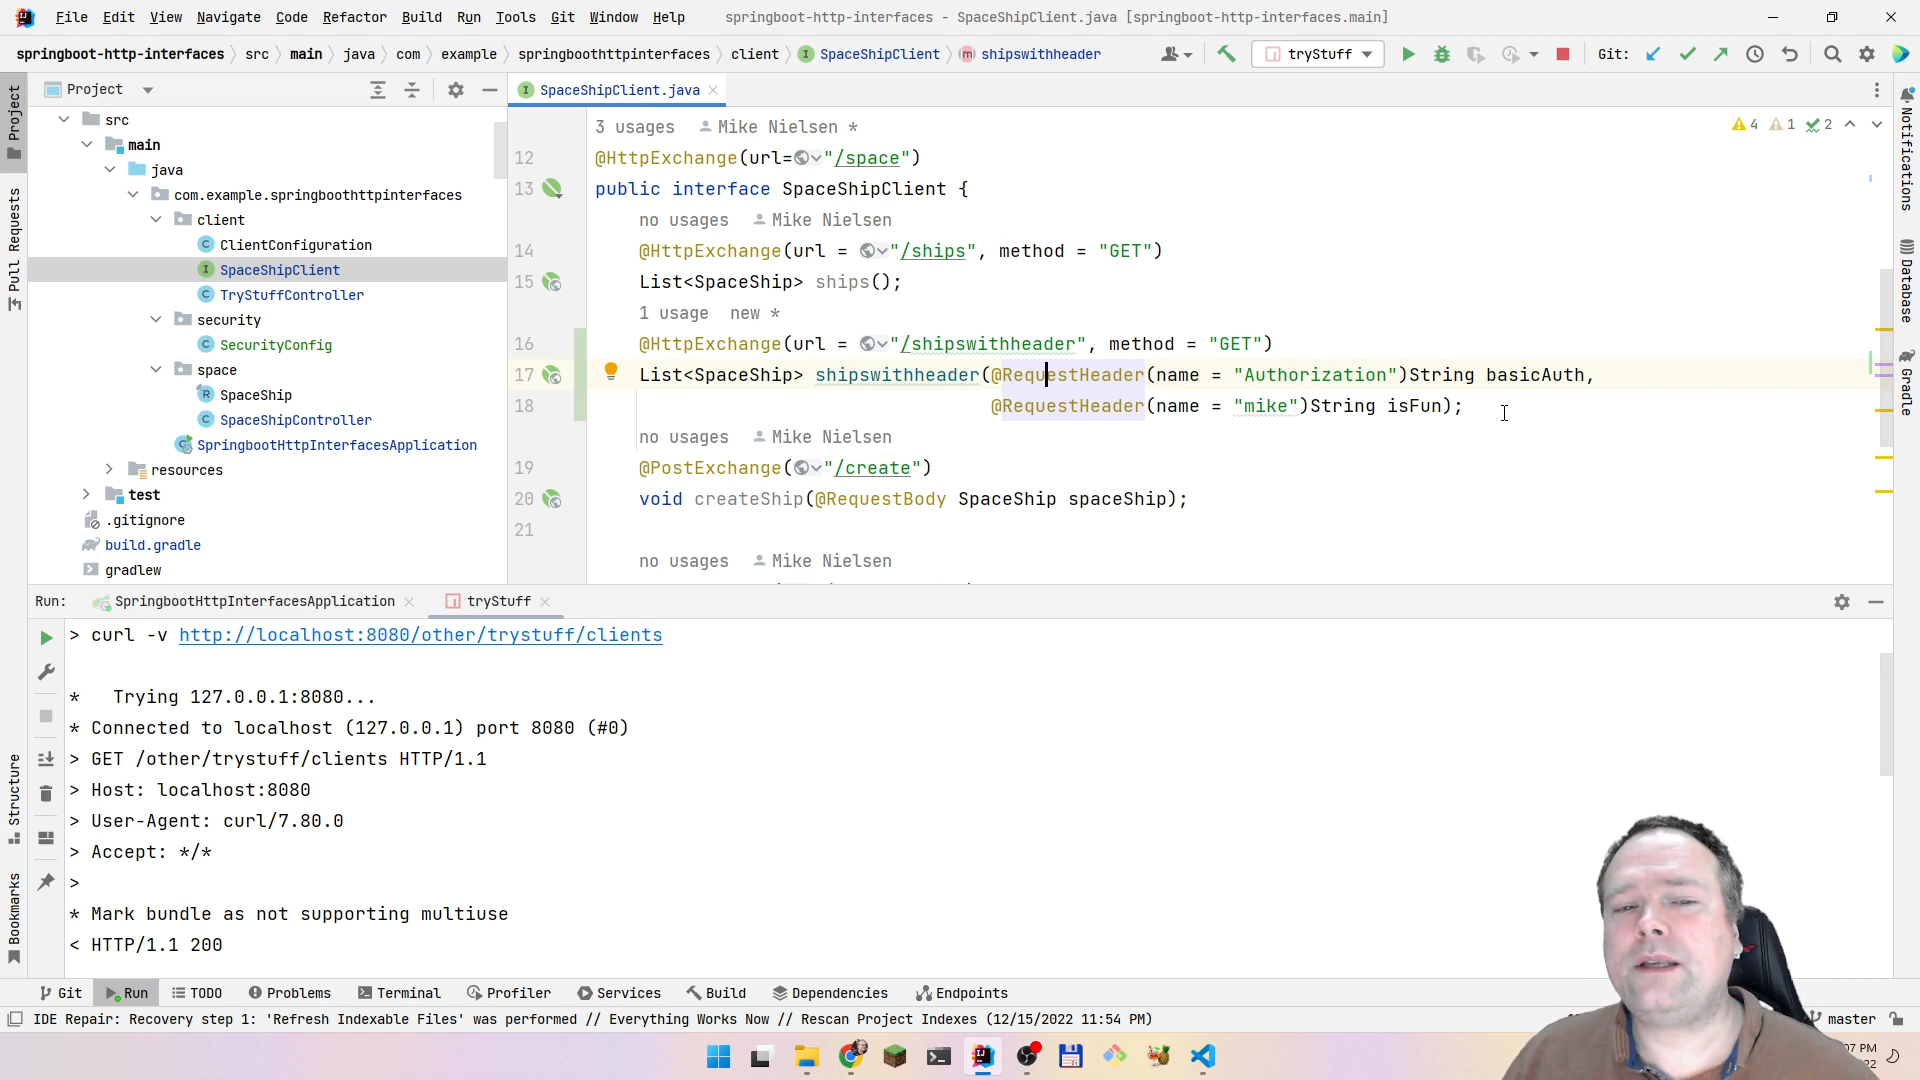 File Edit View Navigate Code Refactor Build Run Tools Git Window Help springboot-http-interfaces - SpaceShipClient.java [springboot-http-interfaces.main]
springboot-http-interfaces src main java com example springboothttpinterfaces client SpaceShipClient shipswithheader tryStuff Git:
Project
SpaceShipClient.java
src
main
java
com.example.springboothttpinterfaces
client
ClientConfiguration
SpaceShipClient
TryStuffController
security
SecurityConfig
space
SpaceShip
SpaceShipController
SpringbootHttpInterfacesApplication
resources
test
.gitignore
build.gradle
gradlew
3 usages Mike Nielsen *
4 1 2
12 @HttpExchange(url="/space")
13 public interface SpaceShipClient {
no usages Mike Nielsen
14 @HttpExchange(url = "/ships", method = "GET")
15 List<SpaceShip> ships();
1 usage new *
16 @HttpExchange(url = "/shipswithheader", method = "GET")
17 List<SpaceShip> shipswithheader(@RequestHeader(name = "Authorization")String basicAuth,
18 @RequestHeader(name = "mike")String isFun);
no usages Mike Nielsen
19 @PostExchange("/create")
20 void createShip(@RequestBody SpaceShip spaceShip);
21
no usages Mike Nielsen
Project
Pull Requests
Structure
Bookmarks
Notifications
Database
Gradle
Run: SpringbootHttpInterfacesApplication tryStuff
> curl -v http://localhost:8080/other/trystuff/clients
* Trying 127.0.0.1:8080...
* Connected to localhost (127.0.0.1) port 8080 (#0)
> GET /other/trystuff/clients HTTP/1.1
> Host: localhost:8080
> User-Agent: curl/7.80.0
> Accept: */*
>
* Mark bundle as not supporting multiuse
< HTTP/1.1 200
Git Run TODO Problems Terminal Profiler Services Build Dependencies Endpoints
IDE Repair: Recovery step 1: 'Refresh Indexable Files' was performed // Everything Works Now // Rescan Project Indexes (12/15/2022 11:54 PM) master